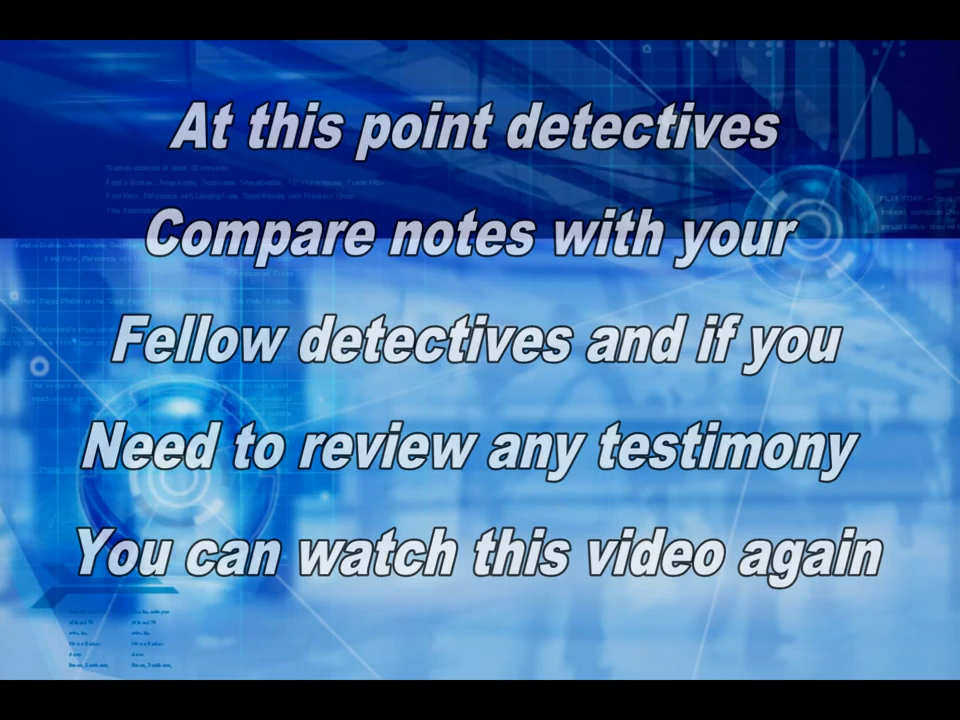 At this point detectives
Compare notes with your
Fellow detectives and if you
Need to review any testimony
You can watch this video again